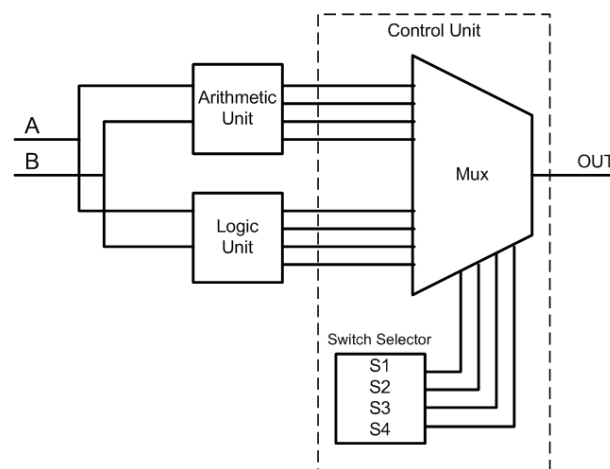 Control Unit
Arithmetic
Unit
A
B
Mux
OUT
Logic
Unit
Switch Selector
S1
S2
S3
S4